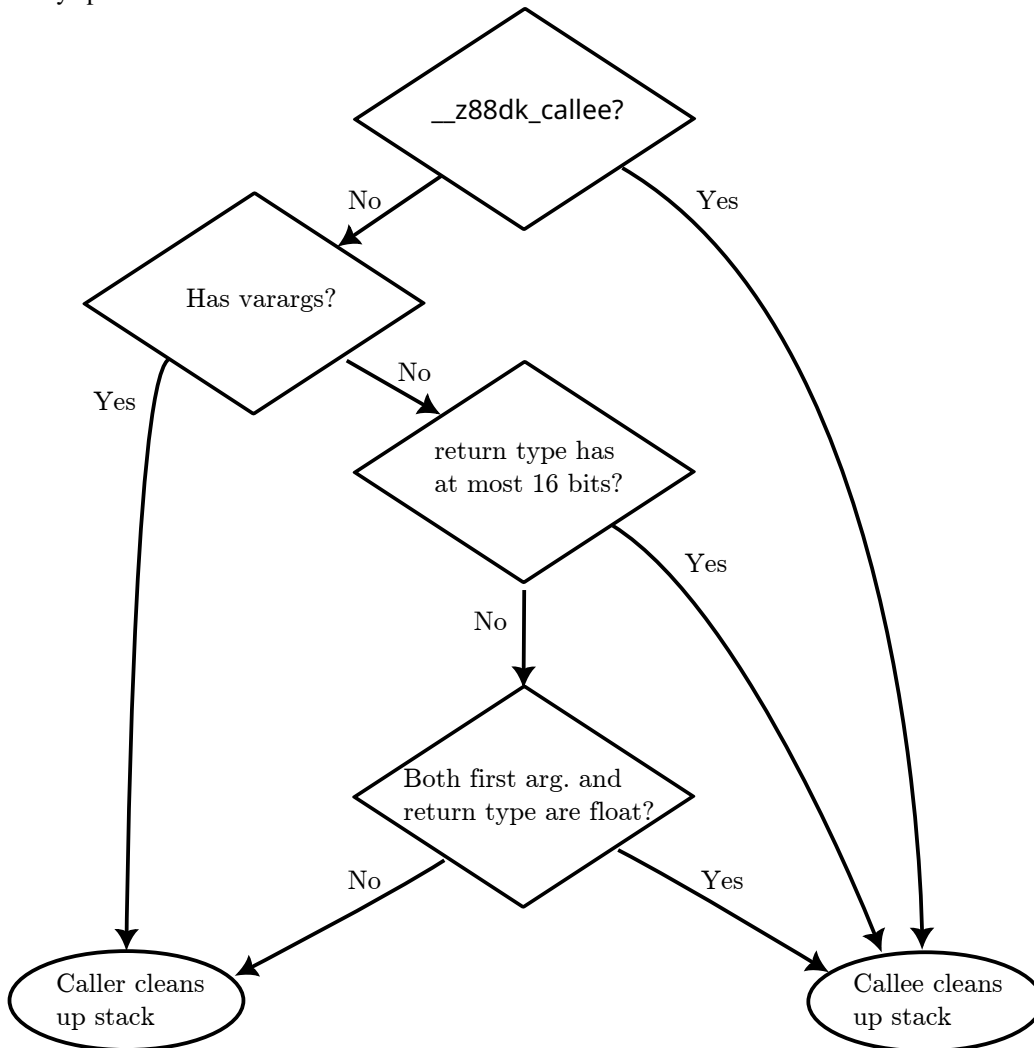 __z88dk_callee?
No
Yes
Has varargs?
No
Yes
return type has
at most 16 bits?
Yes
No
Both first arg. and
return type are float?
No
Yes
Caller cleans
up stack
Callee cleans
up stack